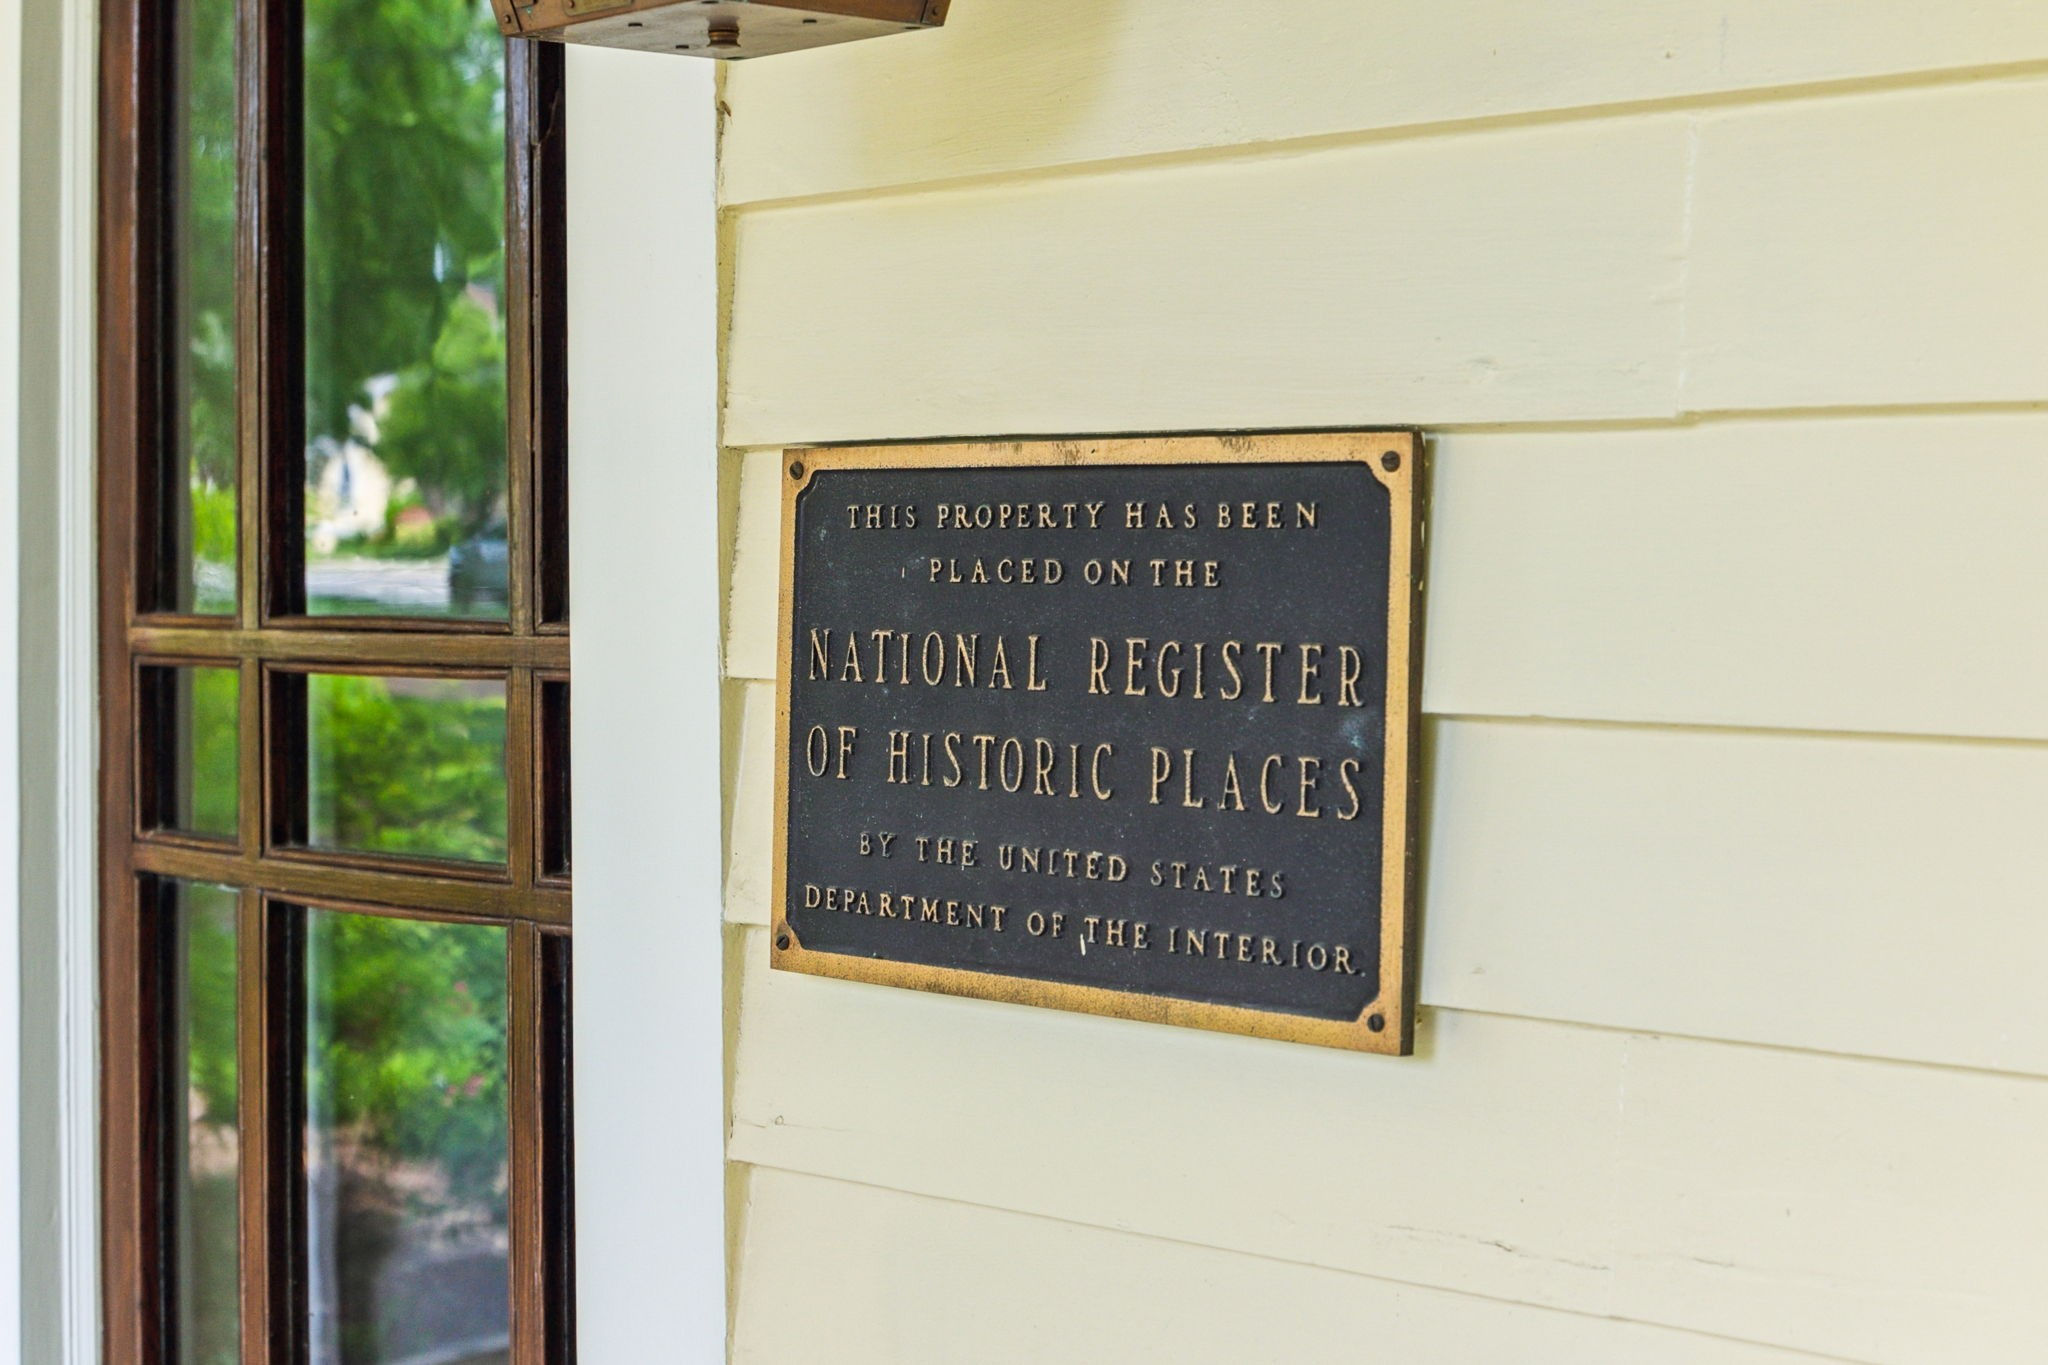 THIS PROPERTY HAS BEEN
PLACED ON THE
NATIONAL REGISTER
OF HISTORIC PLACES
BY THE UNITED STATES
DEPARTMENT OF THE INTERIOR.